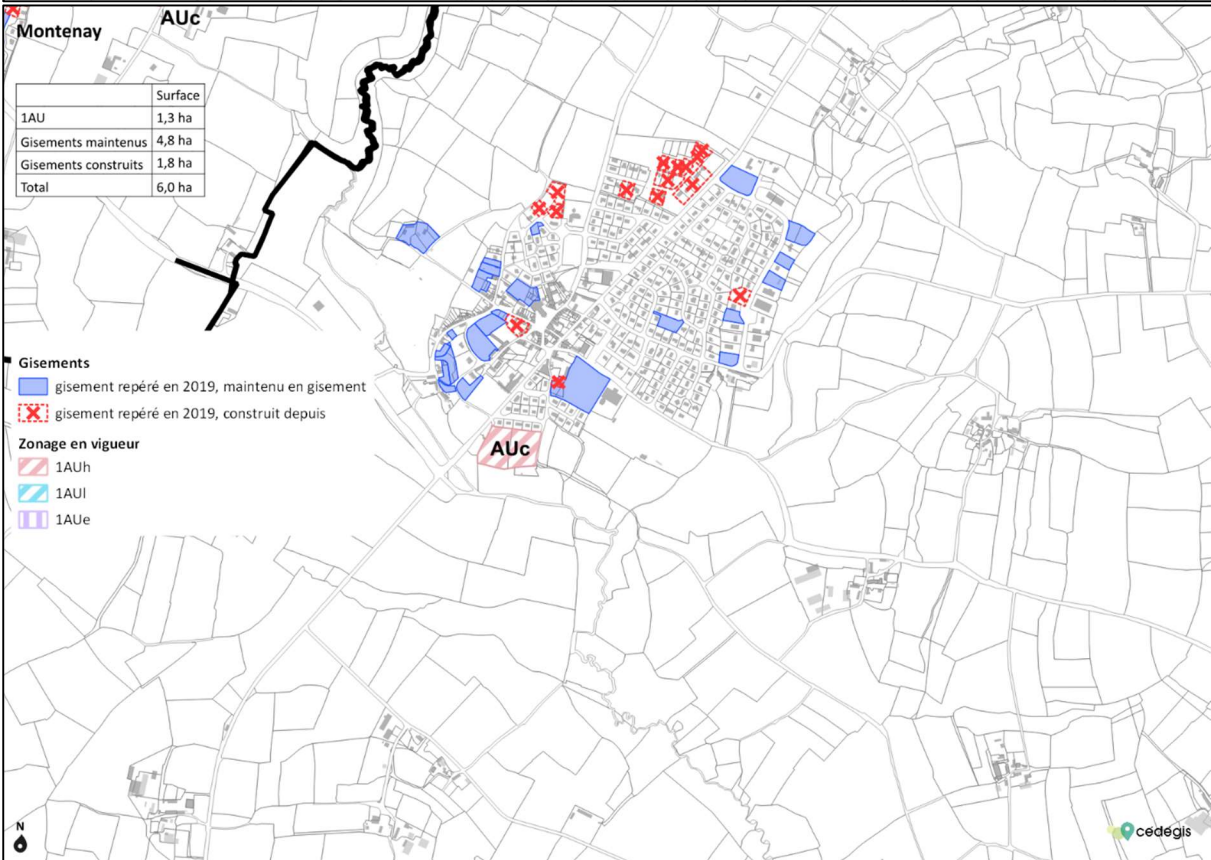 AUc
Montenay
Surface
1AU 1,3 ha
Gisements maintenus 4,8 ha
Gisements construits 1,8 ha
Total 6,0 ha
Gisements
gisement repéré en 2019, maintenu en gisement
gisement repéré en 2019, construit depuis
Zonage en vigueur
1AUh
1AUl
1AUe
AUc
N
cedegis